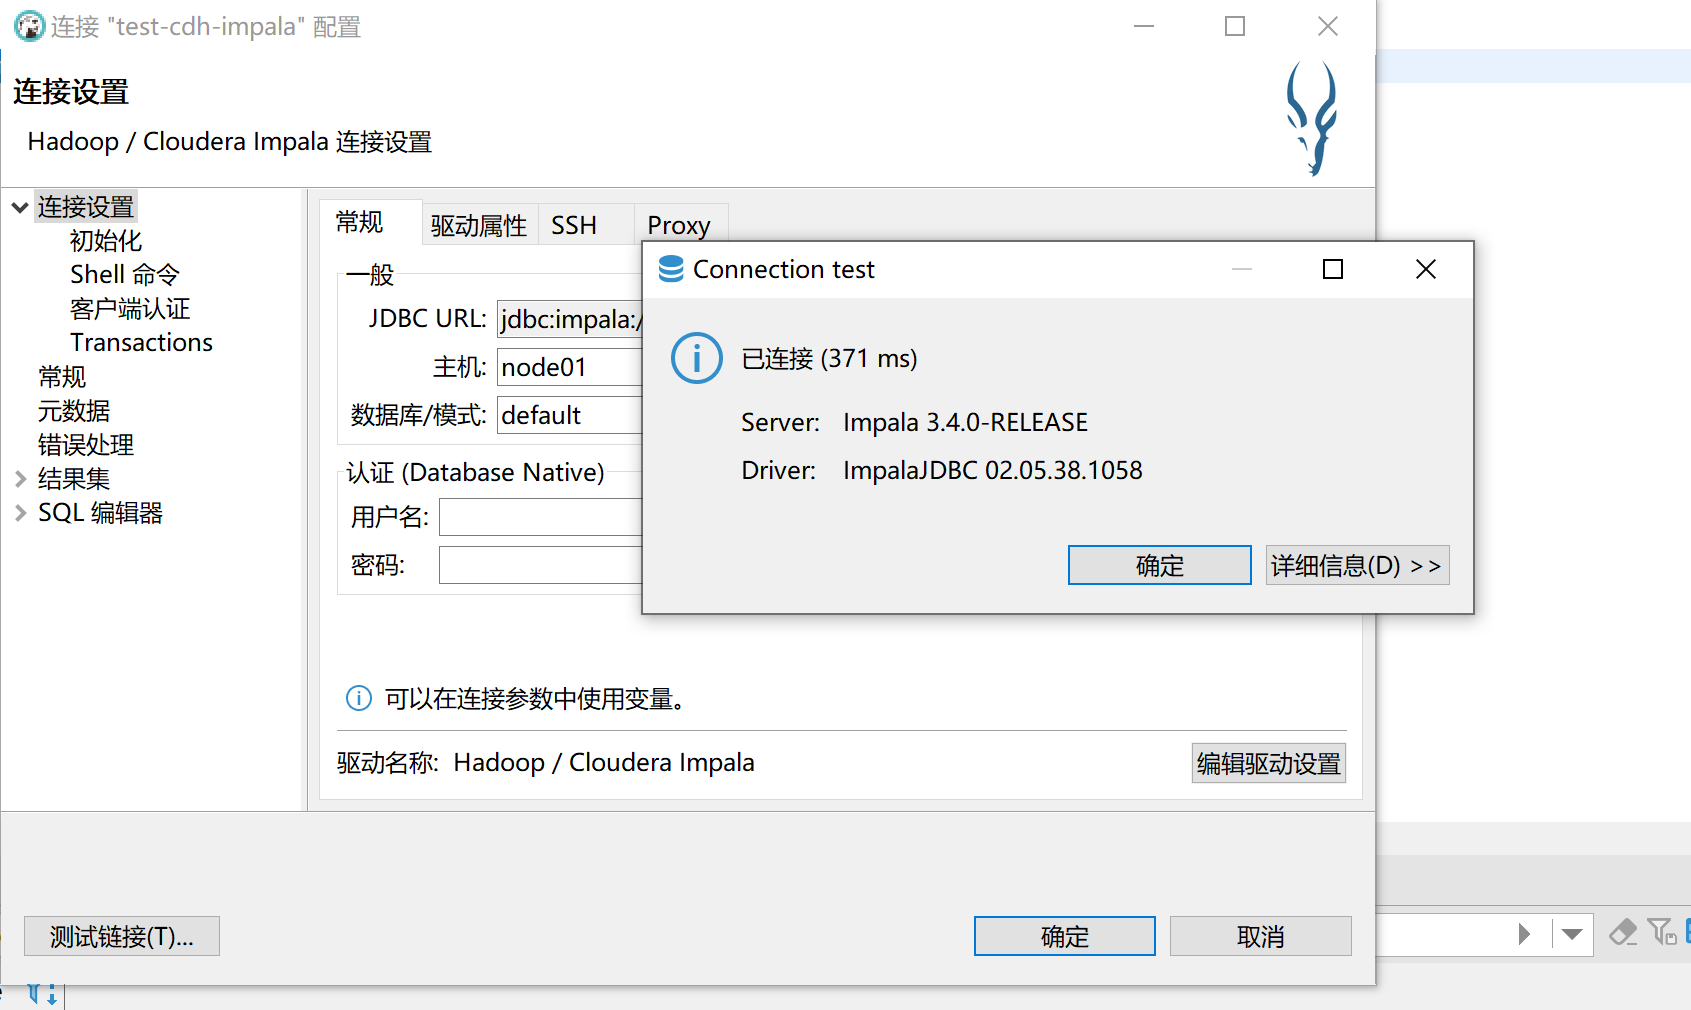 连接 "test-cdh-impala" 配置
连接设置
Hadoop / Cloudera Impala 连接设置
连接设置
初始化
Shell 命令
客户端认证
Transactions
常规
元数据
错误处理
结果集
SQL 编辑器
常规 驱动属性 SSH Proxy
一般
JDBC URL: jdbc:impala:/
主机: node01
数据库/模式: default
认证 (Database Native)
用户名:
密码:
Connection test
已连接 (371 ms)
Server: Impala 3.4.0-RELEASE
Driver: ImpalaJDBC 02.05.38.1058
确定 详细信息(D) >>
可以在连接参数中使用变量。
驱动名称: Hadoop / Cloudera Impala 编辑驱动设置
测试链接(T)... 确定 取消